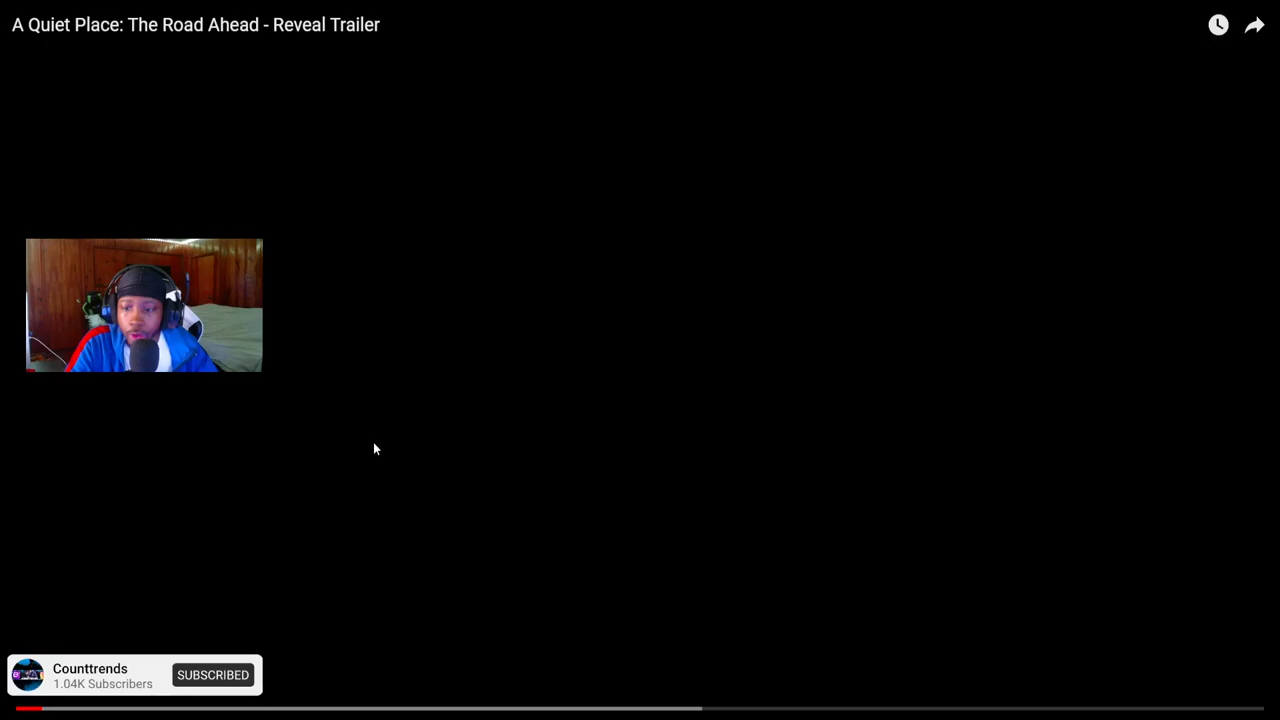 A Quiet Place: The Road Ahead - Reveal Trailer
Counttrends
1.04K Subscribers
SUBSCRIBED